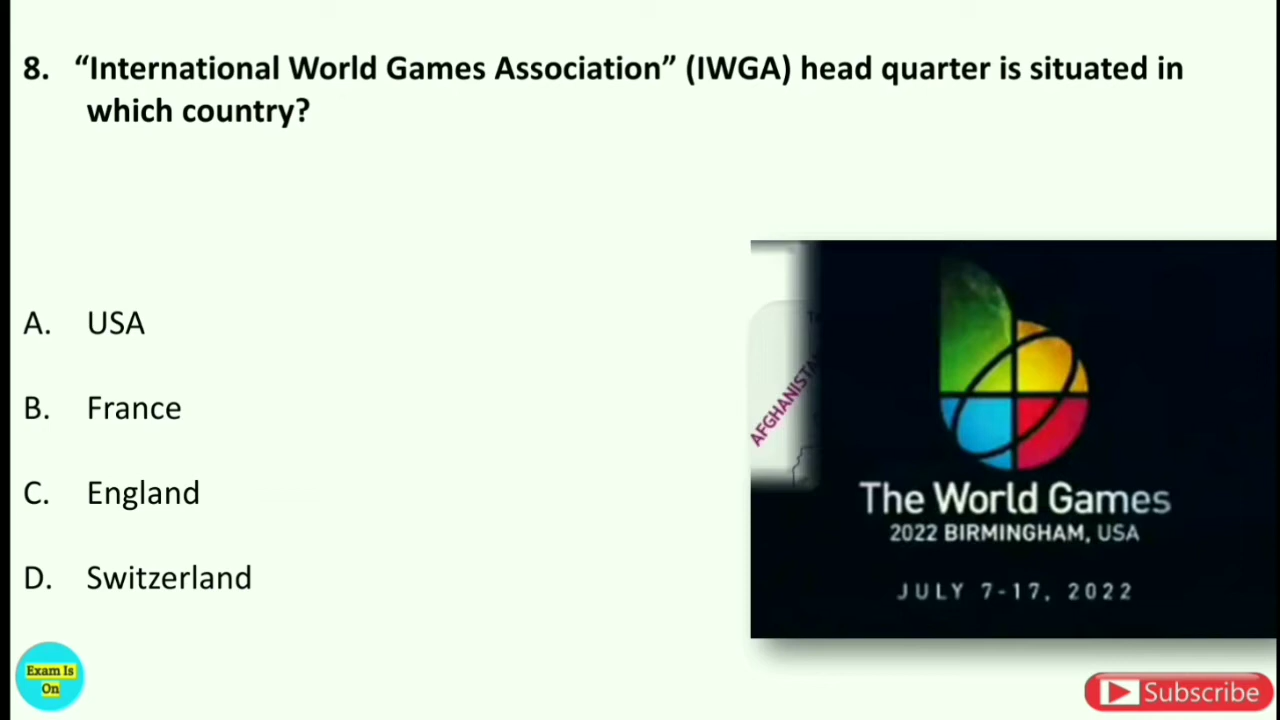 8. “International World Games Association” (IWGA) head quarter is situated in
which country?
A. USA
B. France
C. England
D. Switzerland
AFGHANISTA
The World Games
2022 BIRMINGHAM, USA
JULY 7-17, 2022
Exam Is
On
Subscribe